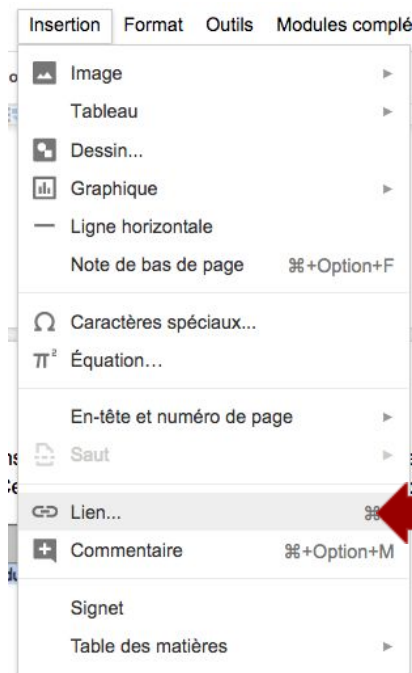 Insertion Format Outils Modules complé
Image
Tableau
Dessin...
Graphique
Ligne horizontale
Note de bas de page ⌘+Option+F
Ω Caractères spéciaux...
π² Équation…
En-tête et numéro de page
Saut
Lien... ⌘
Commentaire ⌘+Option+M
Signet
Table des matières